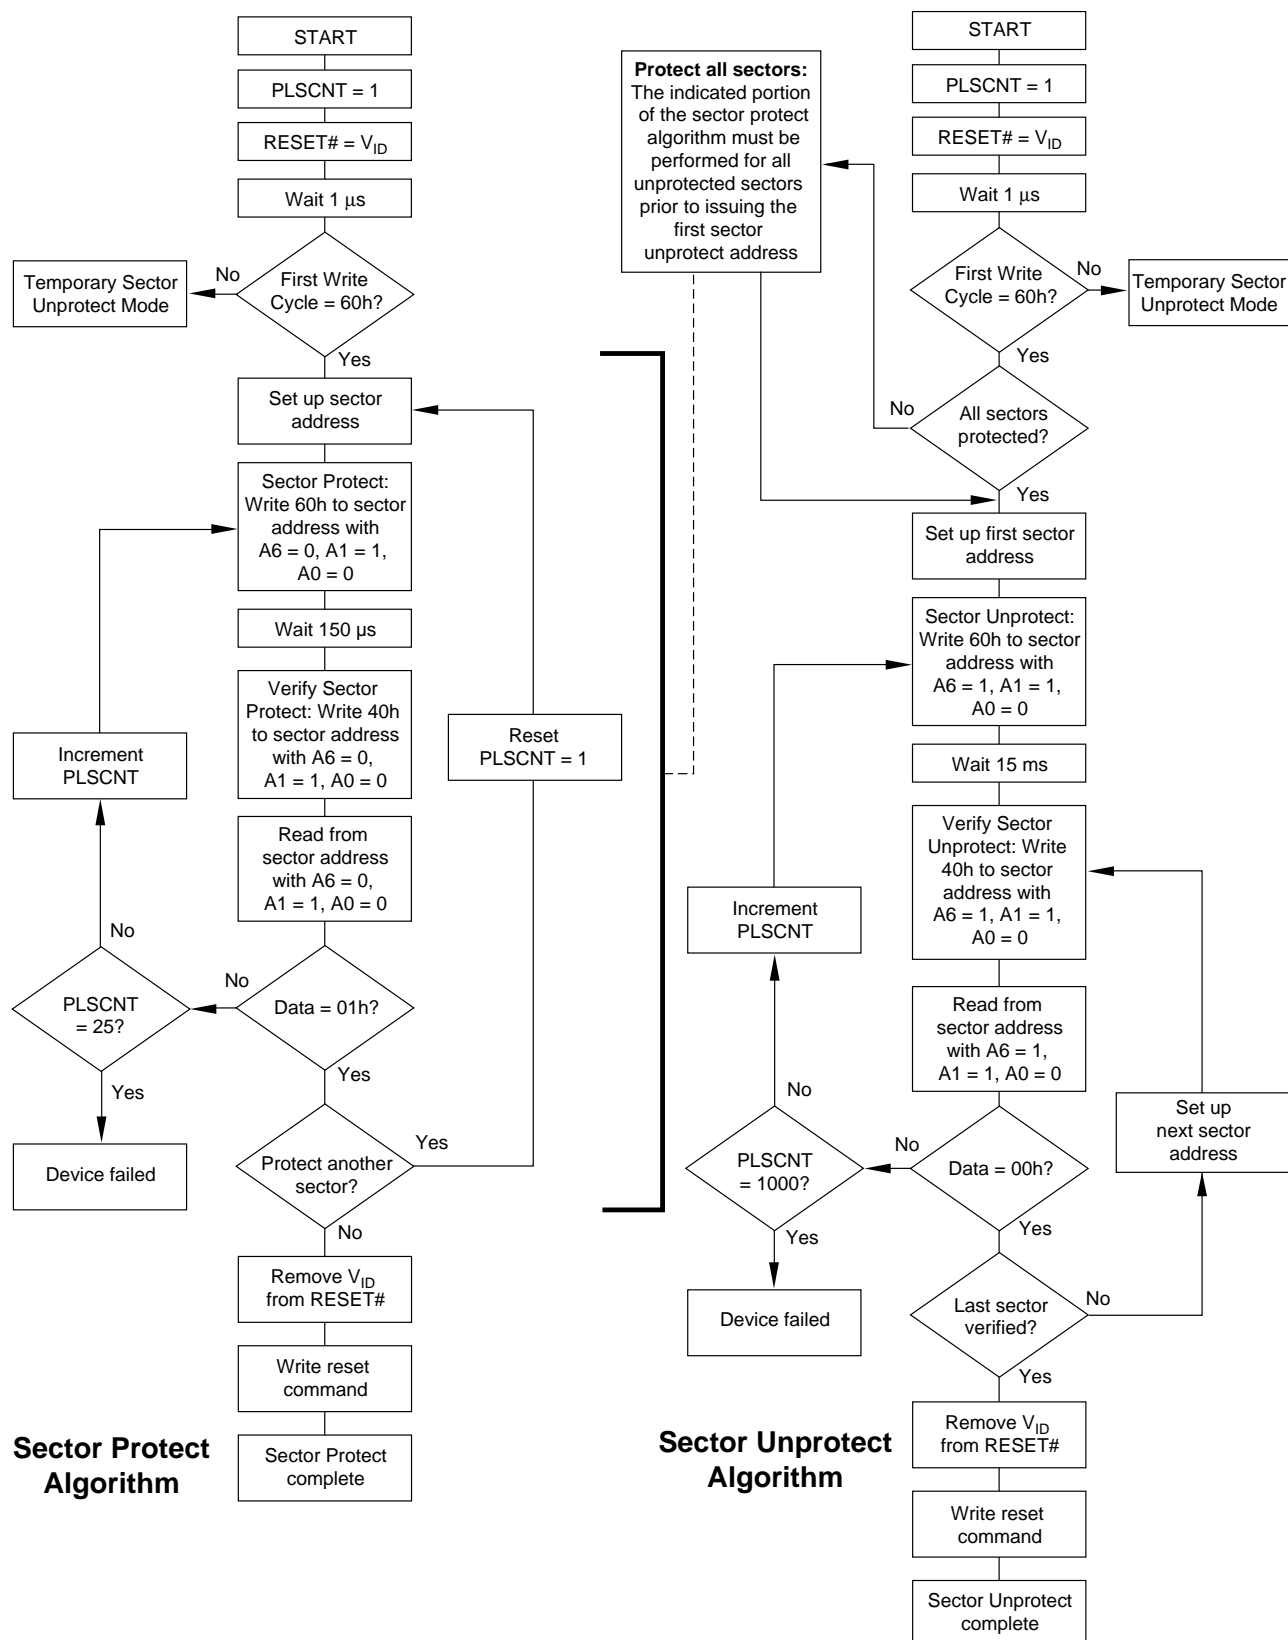 START
PLSCNT = 1
RESET# = VID
Wait 1 μs
First Write
Cycle = 60h?
No
Temporary Sector
Unprotect Mode
Yes
Set up sector
address
Sector Protect:
Write 60h to sector
address with
A6 = 0, A1 = 1,
A0 = 0
Wait 150 µs
Verify Sector
Protect: Write 40h
to sector address
with A6 = 0,
A1 = 1, A0 = 0
Reset
PLSCNT = 1
Increment
PLSCNT
Read from
sector address
with A6 = 0,
A1 = 1, A0 = 0
No
No
PLSCNT
= 25?
Data = 01h?
Yes
Yes
Device failed
Protect another
sector?
Yes
No
Remove VID
from RESET#
Write reset
command
Sector Protect
complete
Sector Protect
Algorithm
Protect all sectors:
The indicated portion
of the sector protect
algorithm must be
performed for all
unprotected sectors
prior to issuing the
first sector
unprotect address
START
PLSCNT = 1
RESET# = VID
Wait 1 μs
First Write
Cycle = 60h?
No
Temporary Sector
Unprotect Mode
Yes
No
All sectors
protected?
Yes
Set up first sector
address
Sector Unprotect:
Write 60h to sector
address with
A6 = 1, A1 = 1,
A0 = 0
Wait 15 ms
Verify Sector
Unprotect: Write
40h to sector
address with
A6 = 1, A1 = 1,
A0 = 0
Increment
PLSCNT
Read from
sector address
with A6 = 1,
A1 = 1, A0 = 0
No
No
PLSCNT
= 1000?
Data = 00h?
Set up
next sector
address
Yes
Yes
Device failed
Last sector
verified?
No
Yes
Remove VID
from RESET#
Write reset
command
Sector Unprotect
complete
Sector Unprotect
Algorithm